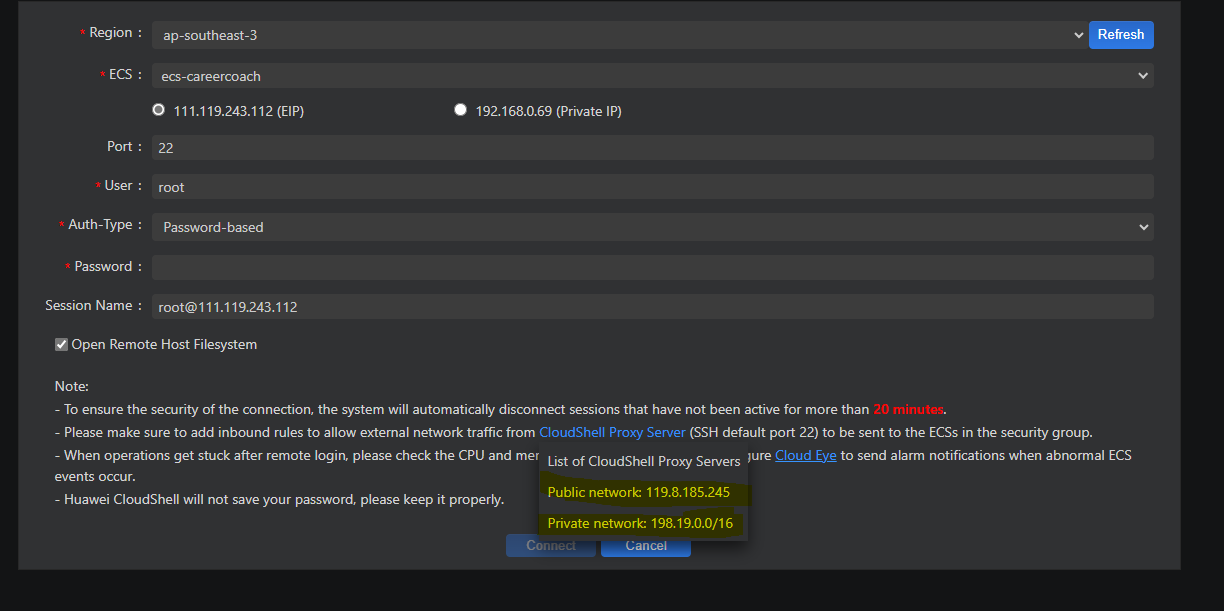 * Region :
ap-southeast-3
Refresh
* ECS :
ecs-careercoach
111.119.243.112 (EIP)
192.168.0.69 (Private IP)
Port :
22
* User :
root
* Auth-Type :
Password-based
* Password :
Session Name :
root@111.119.243.112
Open Remote Host Filesystem
Note:
- To ensure the security of the connection, the system will automatically disconnect sessions that have not been active for more than 20 minutes.
- Please make sure to add inbound rules to allow external network traffic from CloudShell Proxy Server (SSH default port 22) to be sent to the ECSs in the security group.
- When operations get stuck after remote login, please check the CPU and mem
gure Cloud Eye to send alarm notifications when abnormal ECS
events occur.
- Huawei CloudShell will not save your password, please keep it properly.
List of CloudShell Proxy Servers
Public network: 119.8.185.245
Private network: 198.19.0.0/16
Connect
Cancel